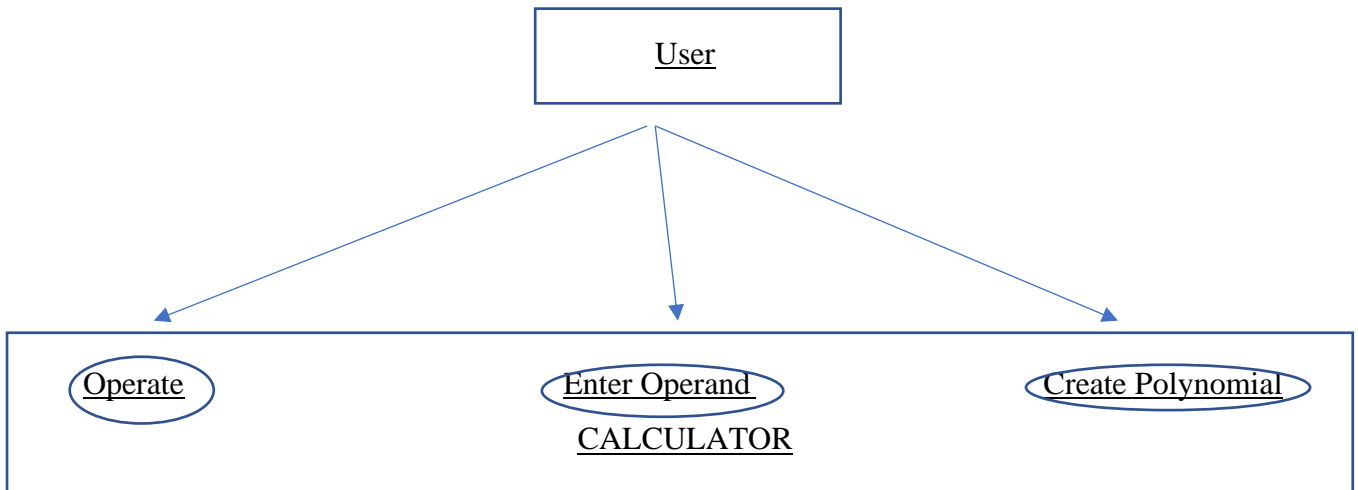 User
Operate
Enter Operand
Create Polynomial
CALCULATOR